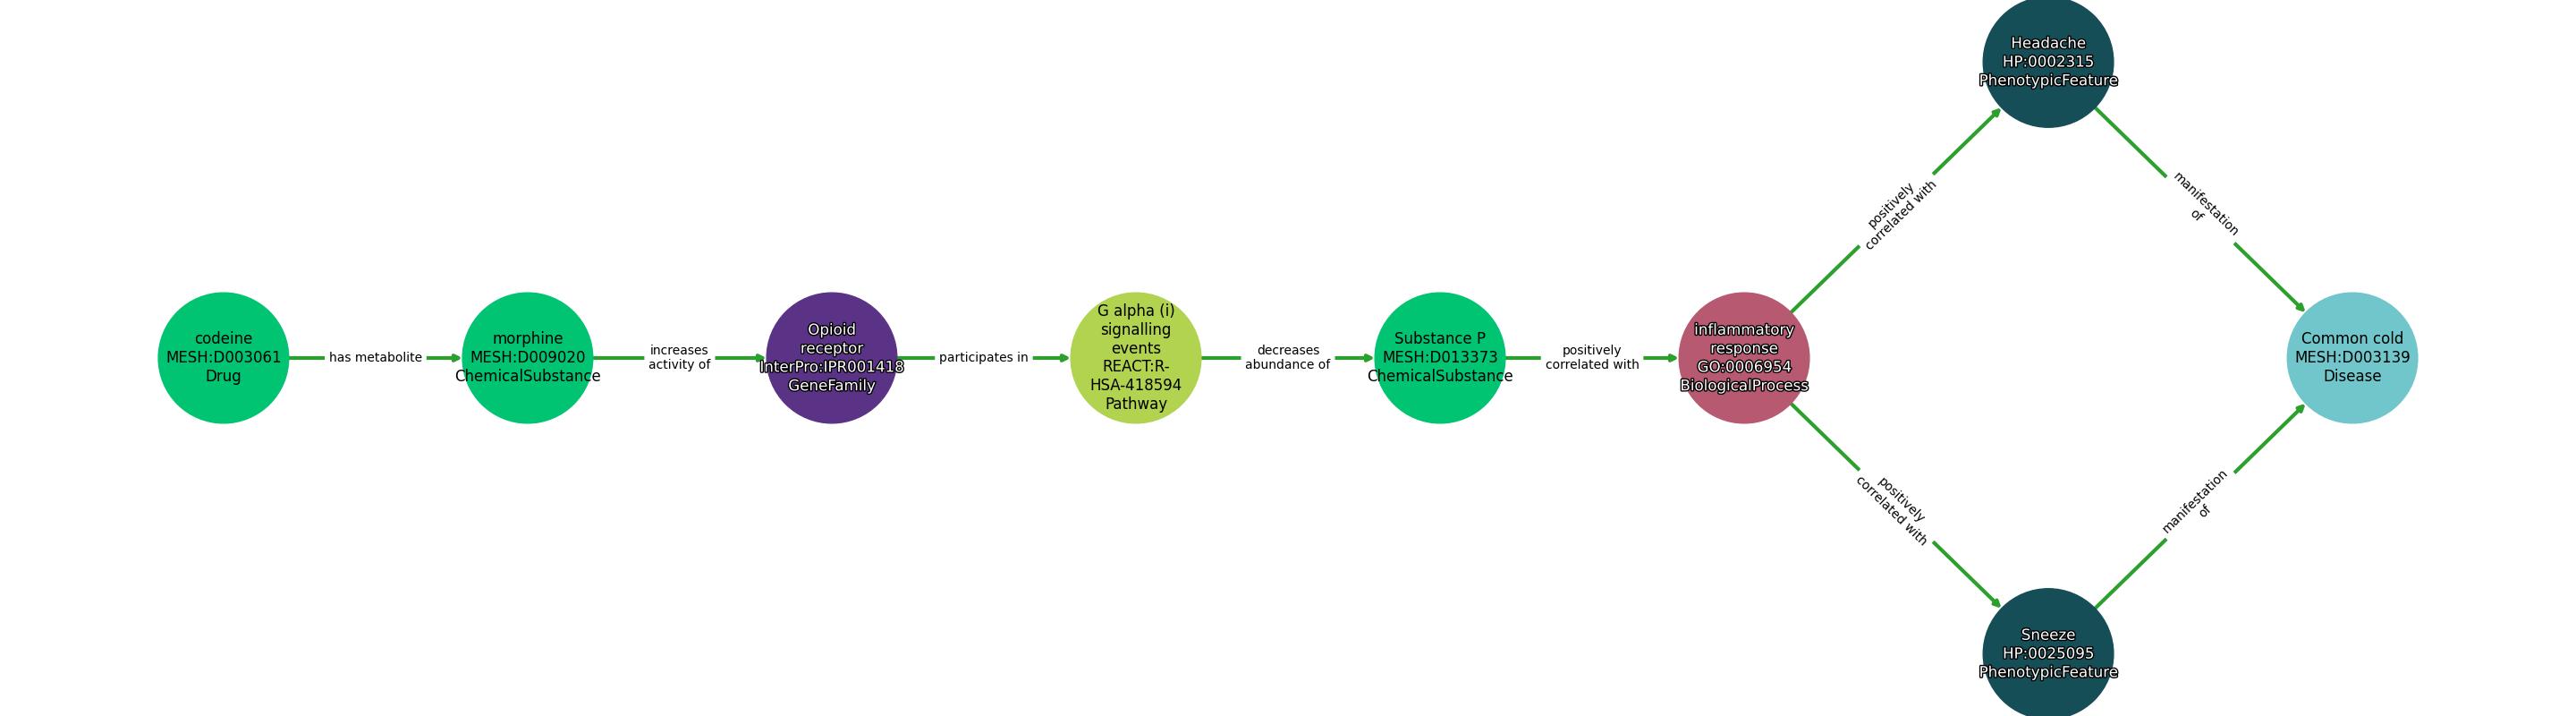 Headache
HP:0002315
PhenotypicFeature
positively
correlated with
manifestation
of
codeine
MESH:D003061
Drug
has metabolite
morphine
MESH:D009020
ChemicalSubstance
increases
activity of
Opioid
receptor
InterPro:IPR001418
GeneFamily
participates in
G alpha (i)
signalling
events
REACT:R-
HSA-418594
Pathway
decreases
abundance of
Substance P
MESH:D013373
ChemicalSubstance
positively
correlated with
inflammatory
response
GO:0006954
BiologicalProcess
Common cold
MESH:D003139
Disease
positively
correlated with
manifestation
of
Sneeze
HP:0025095
PhenotypicFeature